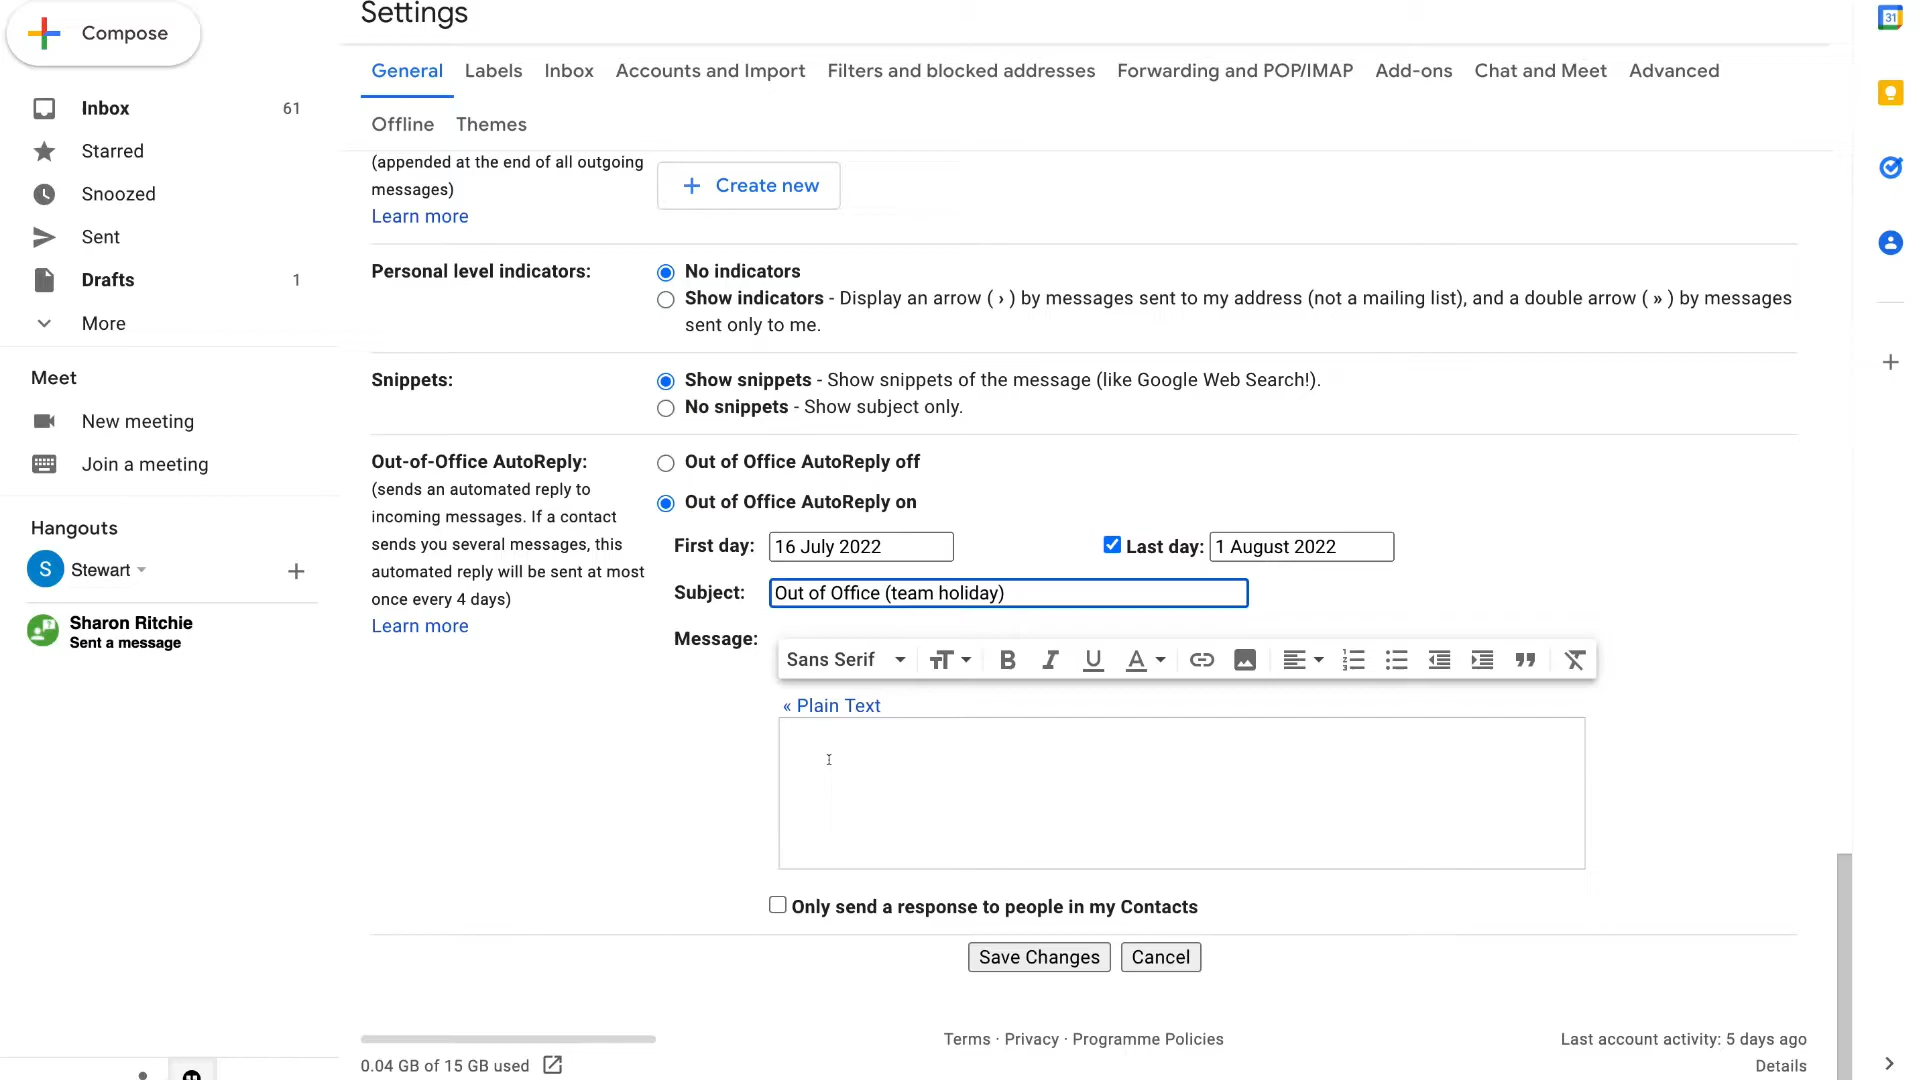 Settings
Compose
General Labels Inbox Accounts and Import Filters and blocked addresses Forwarding and POP/IMAP Add-ons Chat and Meet Advanced
Offline Themes
Inbox 61
Starred
Snoozed
Sent
Drafts 1
More
Meet
New meeting
Join a meeting
Hangouts
S Stewart
Sharon Ritchie
Sent a message
(appended at the end of all outgoing
messages)
Learn more
+ Create new
Personal level indicators:
No indicators
Show indicators - Display an arrow ( › ) by messages sent to my address (not a mailing list), and a double arrow ( » ) by messages
sent only to me.
Snippets:
Show snippets - Show snippets of the message (like Google Web Search!).
No snippets - Show subject only.
Out-of-Office AutoReply:
(sends an automated reply to
incoming messages. If a contact
sends you several messages, this
automated reply will be sent at most
once every 4 days)
Learn more
Out of Office AutoReply off
Out of Office AutoReply on
First day: 16 July 2022 Last day: 1 August 2022
Subject: Out of Office (team holiday)
Message:
Sans Serif
« Plain Text
Only send a response to people in my Contacts
Save Changes Cancel
0.04 GB of 15 GB used
Terms · Privacy · Programme Policies
Last account activity: 5 days ago
Details
31